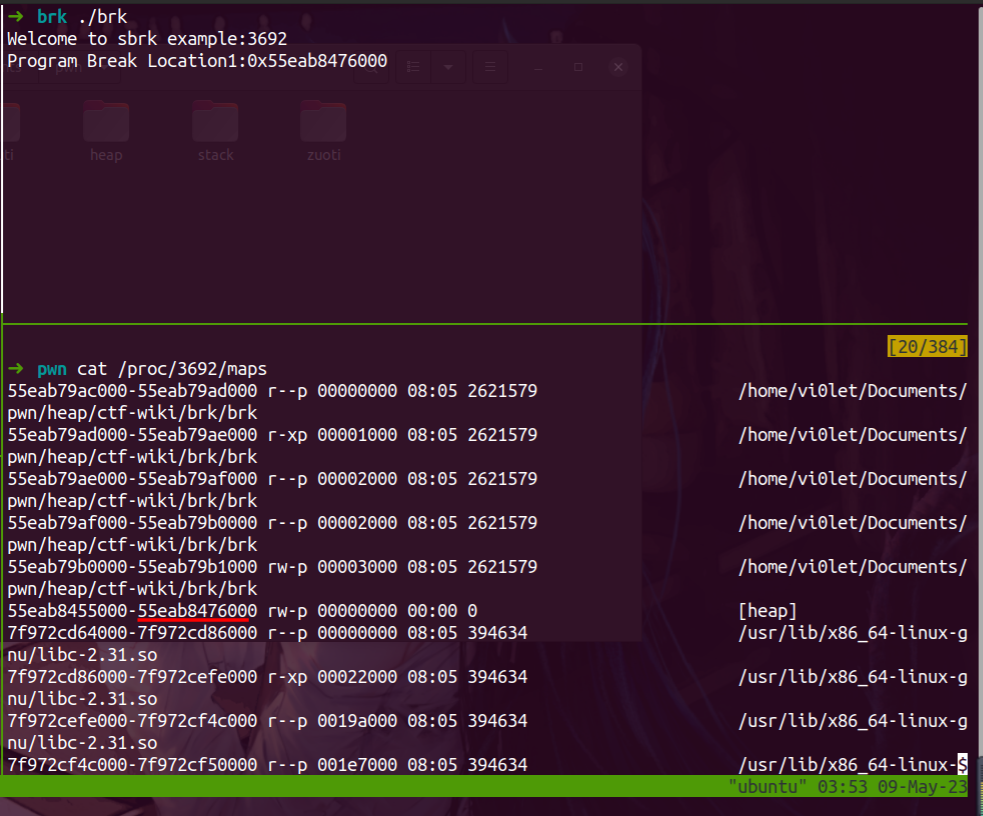 → brk ./brk
Welcome to sbrk example:3692
Program Break Location1:0x55eab8476000
heap stack zuoti
[20/384]
→ pwn cat /proc/3692/maps
55eab79ac000-55eab79ad000 r--p 00000000 08:05 2621579 /home/vi0let/Documents/
pwn/heap/ctf-wiki/brk/brk
55eab79ad000-55eab79ae000 r-xp 00001000 08:05 2621579 /home/vi0let/Documents/
pwn/heap/ctf-wiki/brk/brk
55eab79ae000-55eab79af000 r--p 00002000 08:05 2621579 /home/vi0let/Documents/
pwn/heap/ctf-wiki/brk/brk
55eab79af000-55eab79b0000 r--p 00002000 08:05 2621579 /home/vi0let/Documents/
pwn/heap/ctf-wiki/brk/brk
55eab79b0000-55eab79b1000 rw-p 00003000 08:05 2621579 /home/vi0let/Documents/
pwn/heap/ctf-wiki/brk/brk
55eab8455000-55eab8476000 rw-p 00000000 00:00 0 [heap]
7f972cd64000-7f972cd86000 r--p 00000000 08:05 394634 /usr/lib/x86_64-linux-g
nu/libc-2.31.so
7f972cd86000-7f972cefe000 r-xp 00022000 08:05 394634 /usr/lib/x86_64-linux-g
nu/libc-2.31.so
7f972cefe000-7f972cf4c000 r--p 0019a000 08:05 394634 /usr/lib/x86_64-linux-g
nu/libc-2.31.so
7f972cf4c000-7f972cf50000 r--p 001e7000 08:05 394634 /usr/lib/x86_64-linux-$
"ubuntu" 03:53 09-May-23